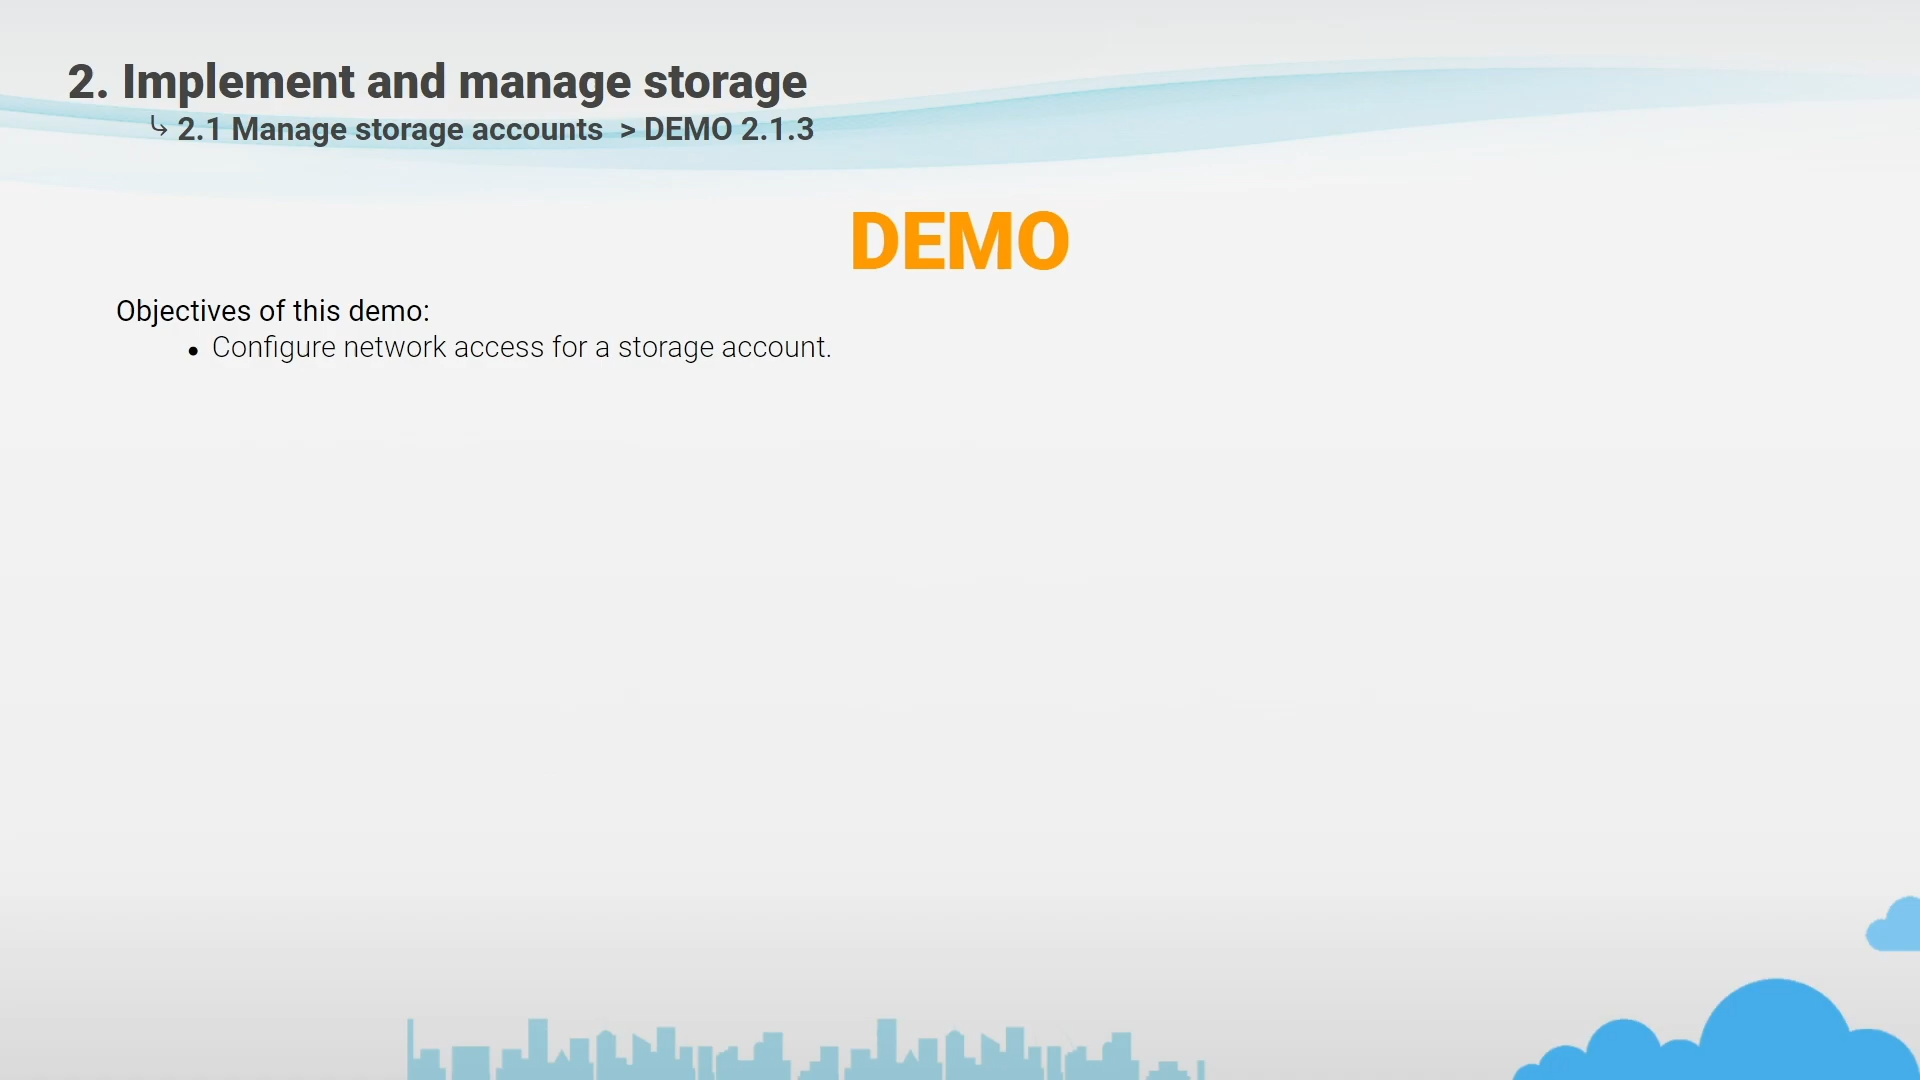 2. Implement and manage storage
↳ 2.1 Manage storage accounts > DEMO 2.1.3
DEMO
Objectives of this demo:
• Configure network access for a storage account.